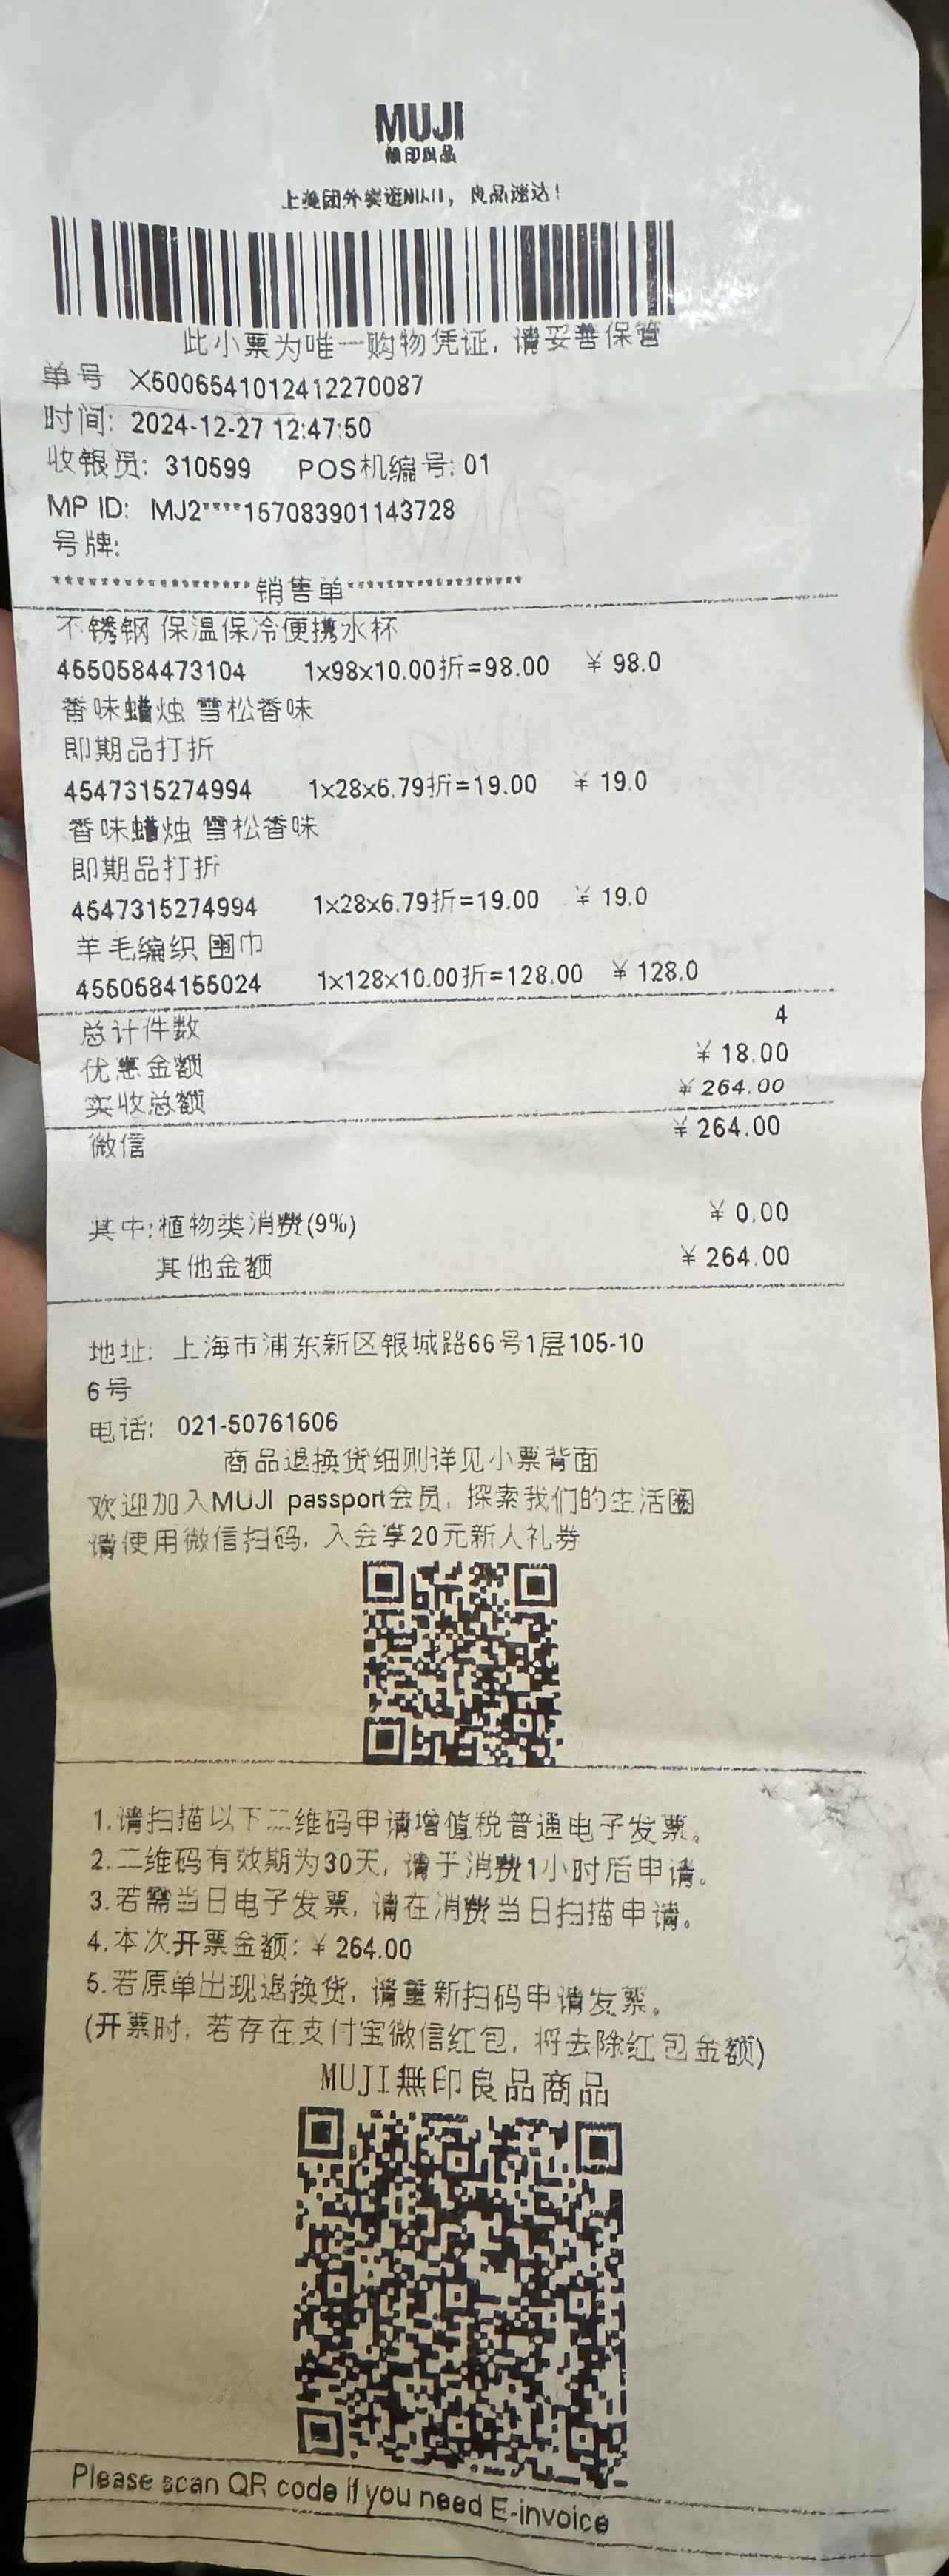 MUJI
無印良品
上美团外卖逛MUJI，良品速达！
此小票为唯一购物凭证，请妥善保管
单号 X5006541012412270087
时间: 2024-12-27 12:47:50
收银员: 310599 POS机编号: 01
MP ID: MJ2****157083901143728
号牌:
**********************销售单********************
不锈钢 保温保冷便携水杯
4550584473104 1x98x10.00折=98.00 ¥ 98.0
香味蜡烛 雪松香味
即期品打折
4547315274994 1x28x6.79折=19.00 ¥ 19.0
香味蜡烛 雪松香味
即期品打折
4547315274994 1x28x6.79折=19.00 ¥ 19.0
羊毛编织 围巾
4550584155024 1x128x10.00折=128.00 ¥ 128.0
总计件数 4
优惠金额 ¥ 18.00
实收总额 ¥ 264.00
微信 ¥ 264.00
其中:植物类消费(9%) ¥ 0.00
其他金额 ¥ 264.00
地址: 上海市浦东新区银城路66号1层105-10
6号
电话: 021-50761606
商品退换货细则详见小票背面
欢迎加入MUJI passport会员, 探索我们的生活圈
请使用微信扫码, 入会享20元新人礼券
1.请扫描以下二维码申请增值税普通电子发票。
2.二维码有效期为30天, 请于消费1小时后申请。
3.若需当日电子发票, 请在消费当日扫描申请。
4.本次开票金额: ¥ 264.00
5.若原单出现退换货, 请重新扫码申请发票。
(开票时, 若存在支付宝微信红包, 将去除红包金额)
MUJI無印良品商品
Please scan QR code if you need E-invoice